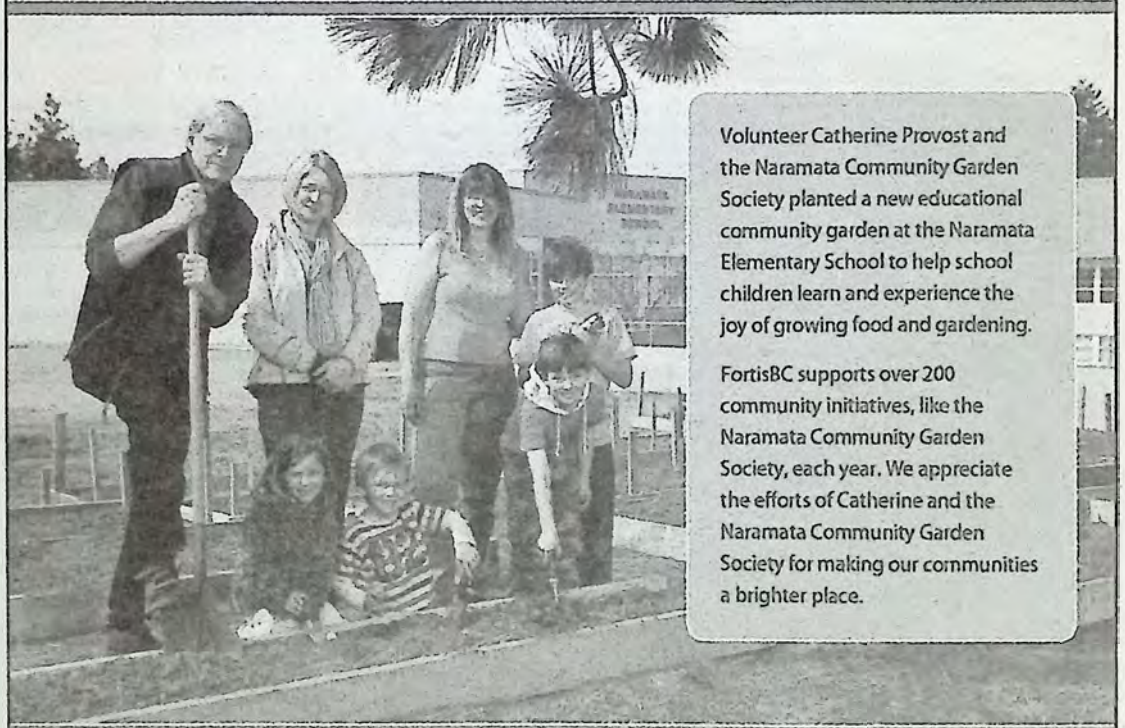 NARAMATA
ELEMENTARY
SCHOOL
Volunteer Catherine Provost and
the Naramata Community Garden
Society planted a new educational
community garden at the Naramata
Elementary School to help school
children learn and experience the
joy of growing food and gardening.
FortisBC supports over 200
community initiatives, like the
Naramata Community Garden
Society, each year. We appreciate
the efforts of Catherine and the
Naramata Community Garden
Society for making our communities
a brighter place.